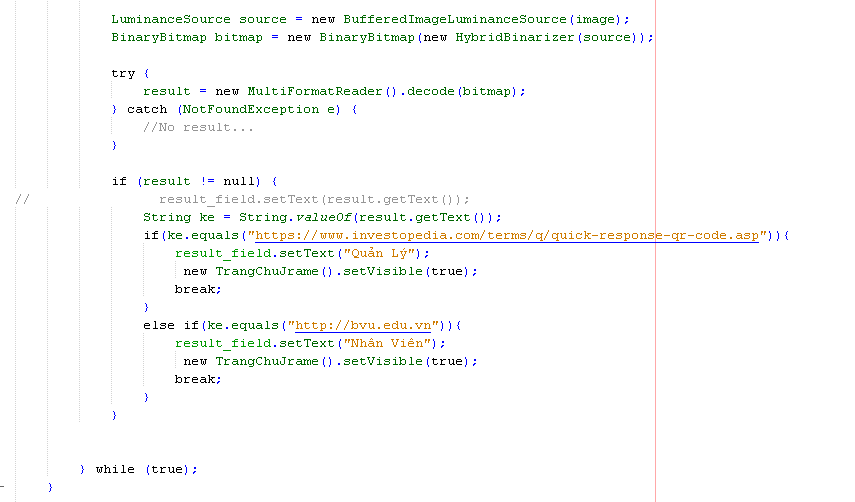 LuminanceSource source = new BufferedImageLuminanceSource(image);
BinaryBitmap bitmap = new BinaryBitmap(new HybridBinarizer(source));
try {
result = new MultiFormatReader().decode(bitmap);
} catch (NotFoundException e) {
//No result...
}
if (result != null) {
// result_field.setText(result.getText());
String ke = String.valueOf(result.getText());
if(ke.equals("https://www.investopedia.com/terms/q/quick-response-qr-code.asp")){
result_field.setText("Quản Lý");
new TrangChuJrame().setVisible(true);
break;
}
else if(ke.equals("http://bvu.edu.vn")){
result_field.setText("Nhân Viên");
new TrangChuJrame().setVisible(true);
break;
}
}
} while (true);
}